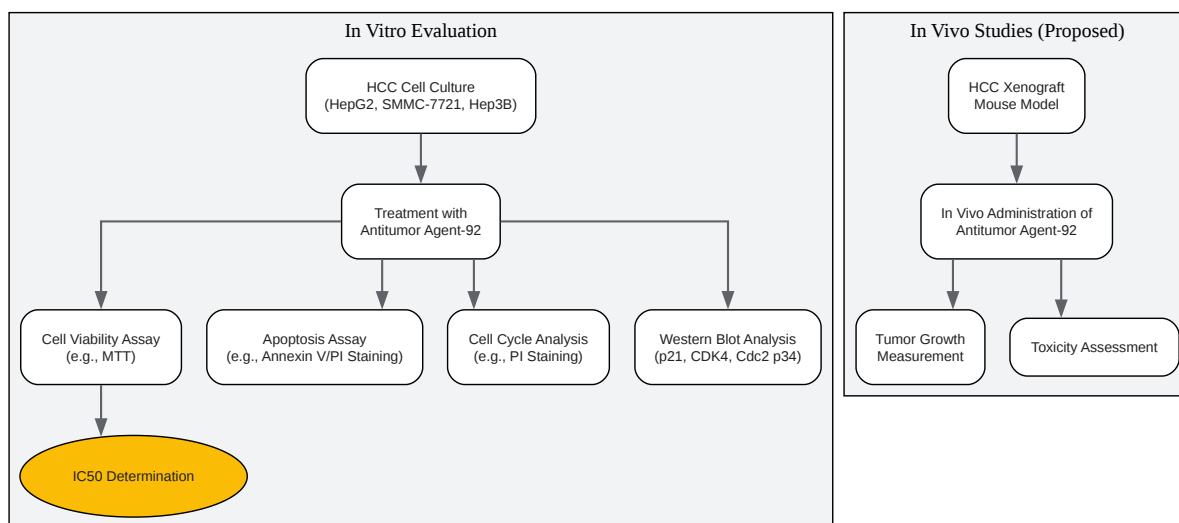 In Vitro Evaluation
HCC Cell Culture
(HepG2, SMMC-7721, Hep3B)
Treatment with
Antitumor Agent-92
Cell Viability Assay
(e.g., MTT)
Apoptosis Assay
(e.g., Annexin V/PI Staining)
Cell Cycle Analysis
(e.g., PI Staining)
Western Blot Analysis
(p21, CDK4, Cdc2 p34)
IC50 Determination
In Vivo Studies (Proposed)
HCC Xenograft
Mouse Model
In Vivo Administration of
Antitumor Agent-92
Tumor Growth
Measurement
Toxicity Assessment